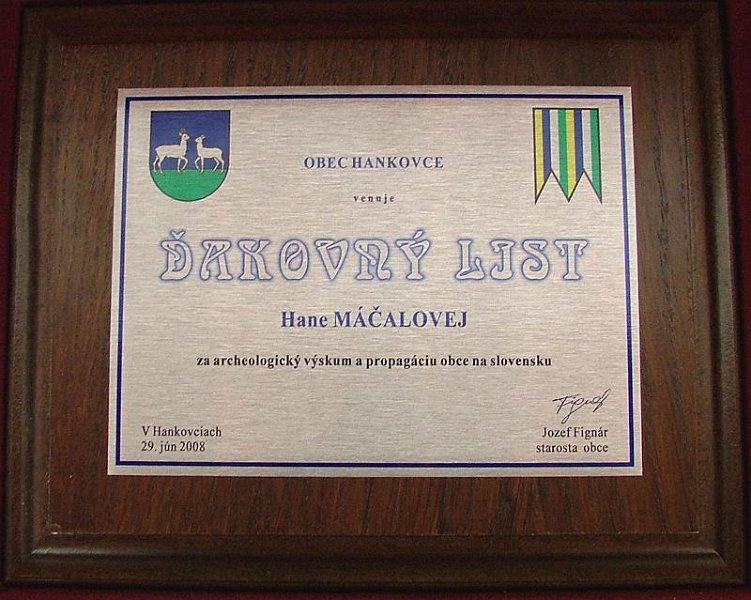 OBEC HANKOVCE
venuje
ĎAKOVNÝ LIST
Hane MÁČALOVEJ
za archeologický výskum a propagáciu obce na slovensku
Fignár
V Hankovciach
29. jún 2008
Jozef Fignár
starosta obce